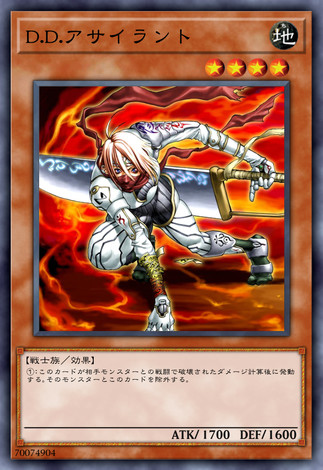 D.D.アサイラント
地
【戦士族／効果】
①:このカードが相手モンスターとの戦闘で破壊されたダメージ計算後に発動
する。そのモンスターとこのカードを除外する。
ATK/ 1700 DEF/1600
70074904